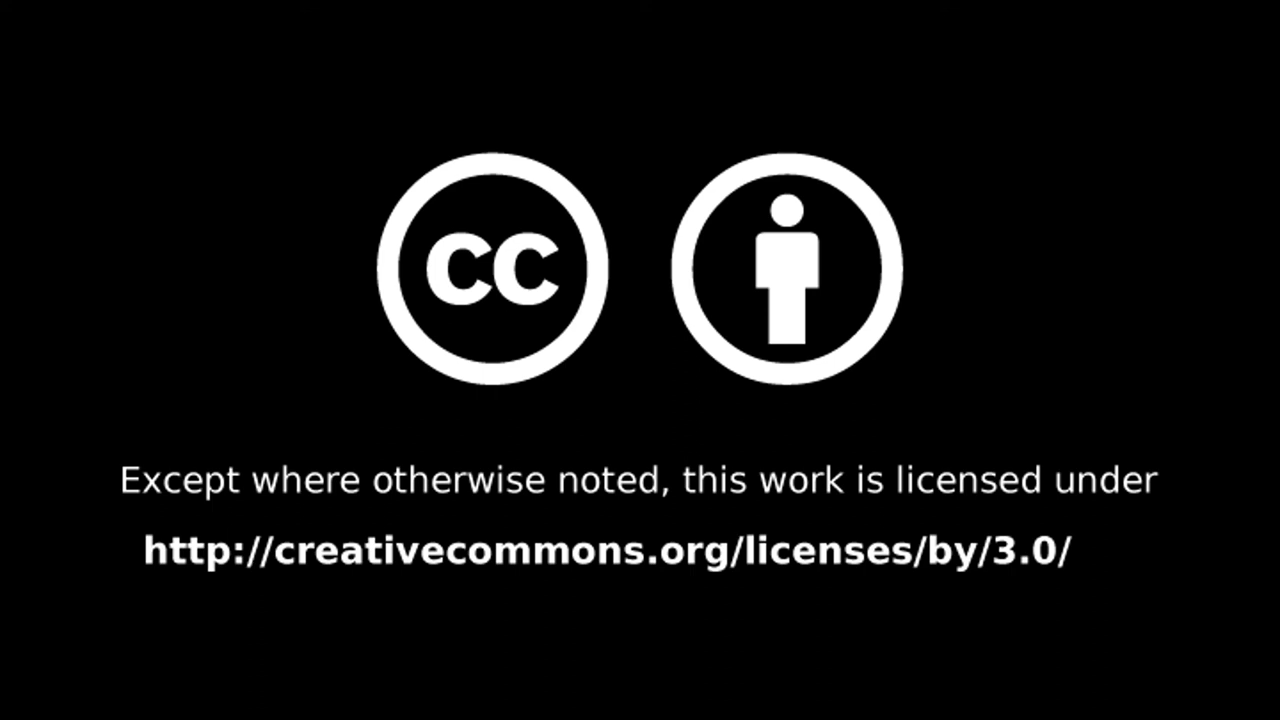 cc
Except where otherwise noted, this work is licensed under
http://creativecommons.org/licenses/by/3.0/